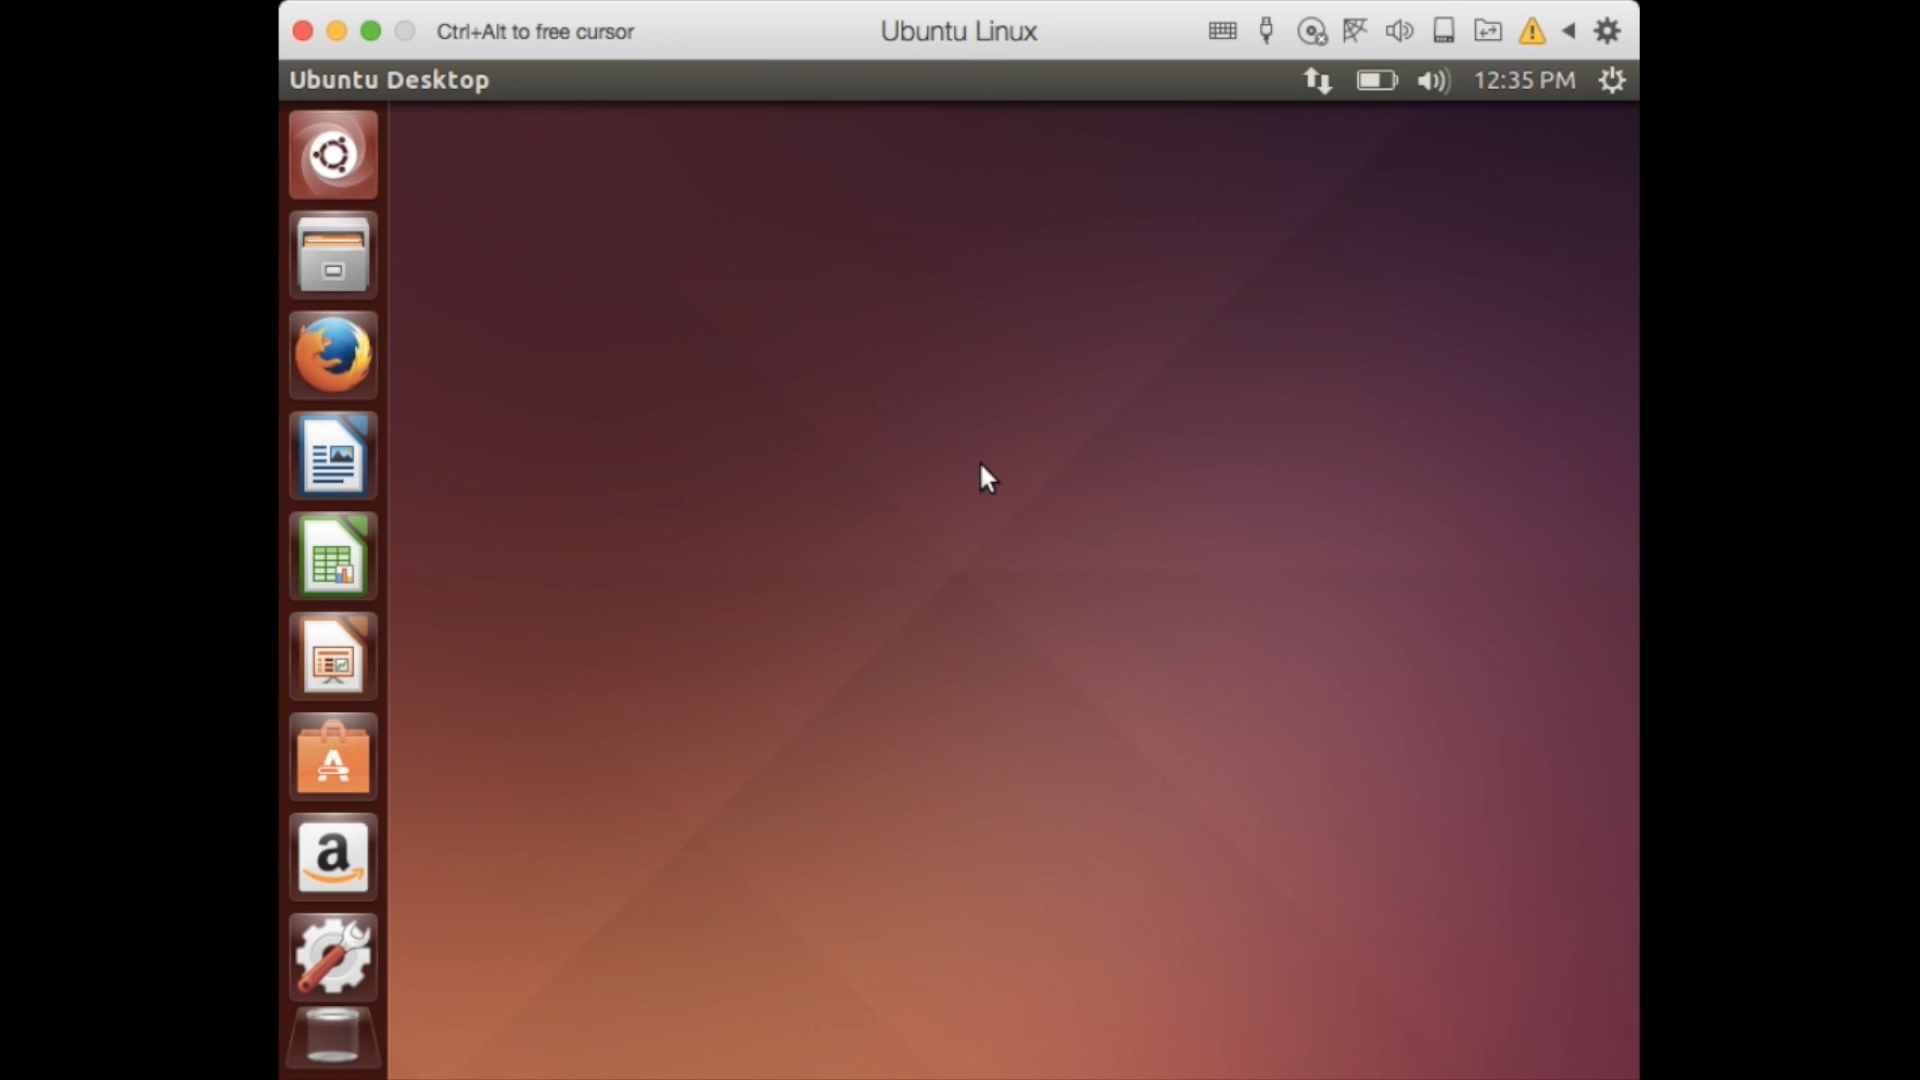 Ctrl+Alt to free cursor
Ubuntu Linux
Ubuntu Desktop
12:35 PM
A
a